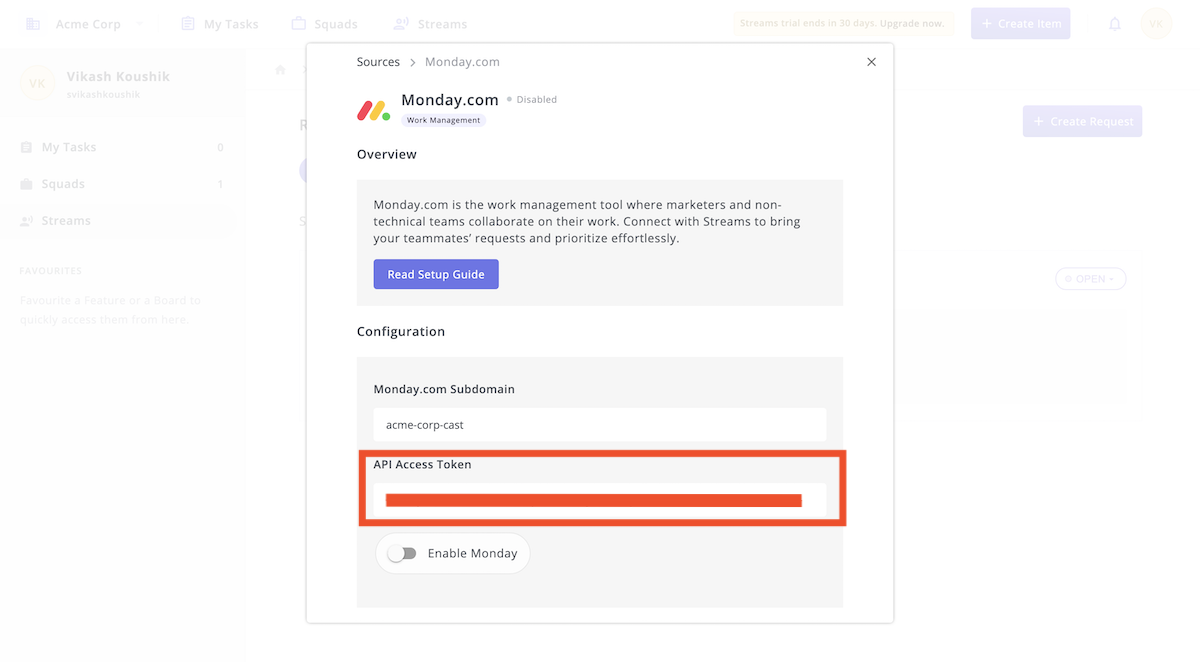 Acme Corp
My Tasks
Squads
Streams
Streams trial ends in 30 days. Upgrade now.
+ Create Item
VK
VK
Vikash Koushik
svikashkoushik
My Tasks 0
Squads 1
Streams
FAVOURITES
Favourite a Feature or a Board to
quickly access them from here.
Sources > Monday.com
Monday.com
Disabled
Work Management
Overview
Monday.com is the work management tool where marketers and non-
technical teams collaborate on their work. Connect with Streams to bring
your teammates’ requests and prioritize effortlessly.
Read Setup Guide
Configuration
Monday.com Subdomain
acme-corp-cast
API Access Token
Enable Monday
+ Create Request
OPEN